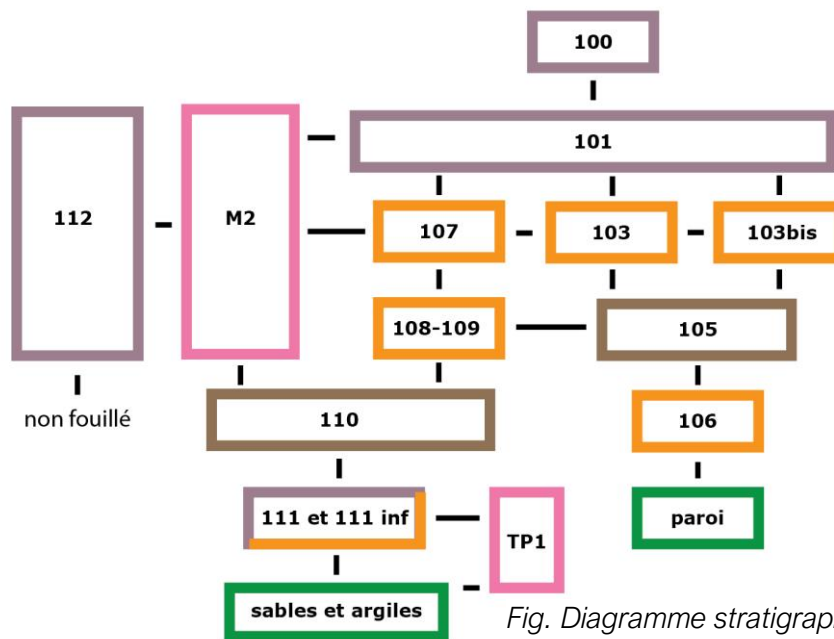 100
101
112
M2
107
103
103bis
108-109
105
non fouillé
110
106
111 et 111 inf
TP1
paroi
sables et argiles
Fig. Diagramme stratigrap